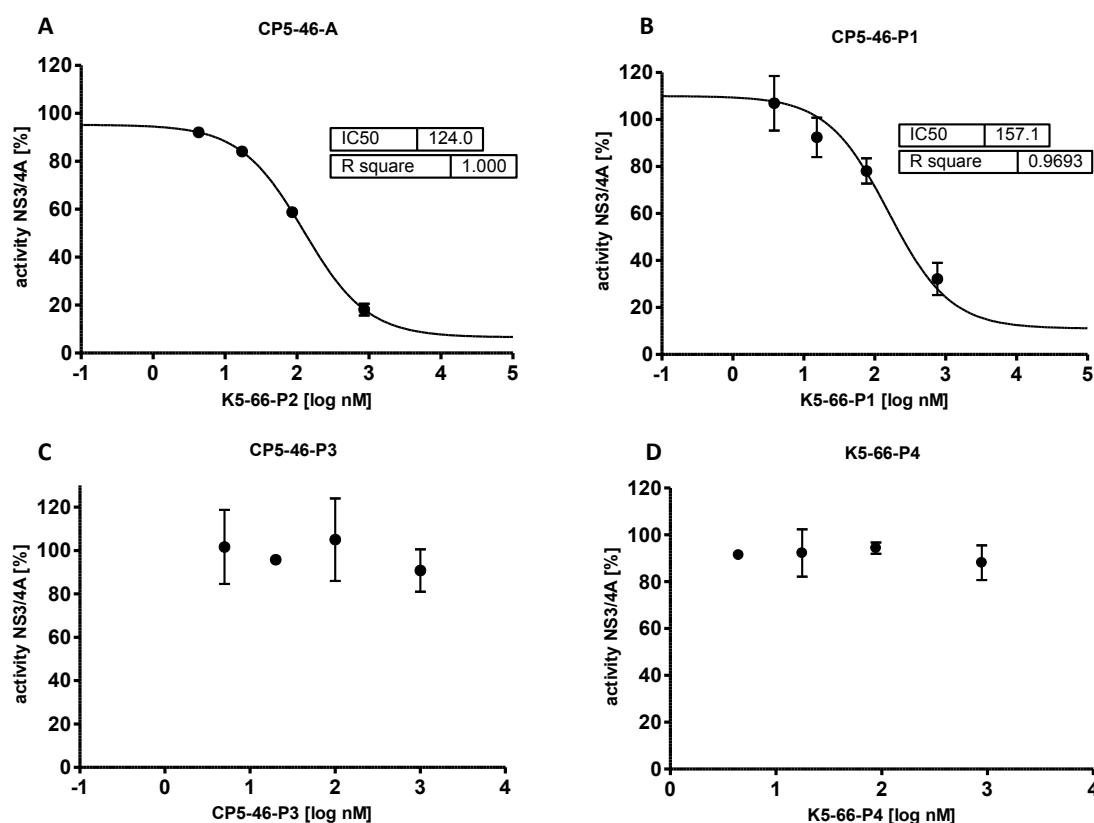 A
CP5-46-A
120
100
80
60
40
20
0
activity NS3/4A [%]
IC50 124.0
R square 1.000
-1 0 1 2 3 4 5
K5-66-P2 [log nM]
B
CP5-46-P1
120
100
80
60
40
20
0
activity NS3/4A [%]
IC50 157.1
R square 0.9693
-1 0 1 2 3 4 5
K5-66-P1 [log nM]
C
CP5-46-P3
120
100
80
60
40
20
0
activity NS3/4A [%]
-1 0 1 2 3 4
CP5-46-P3 [log nM]
D
K5-66-P4
120
100
80
60
40
20
0
activity NS3/4A [%]
0 1 2 3 4
K5-66-P4 [log nM]